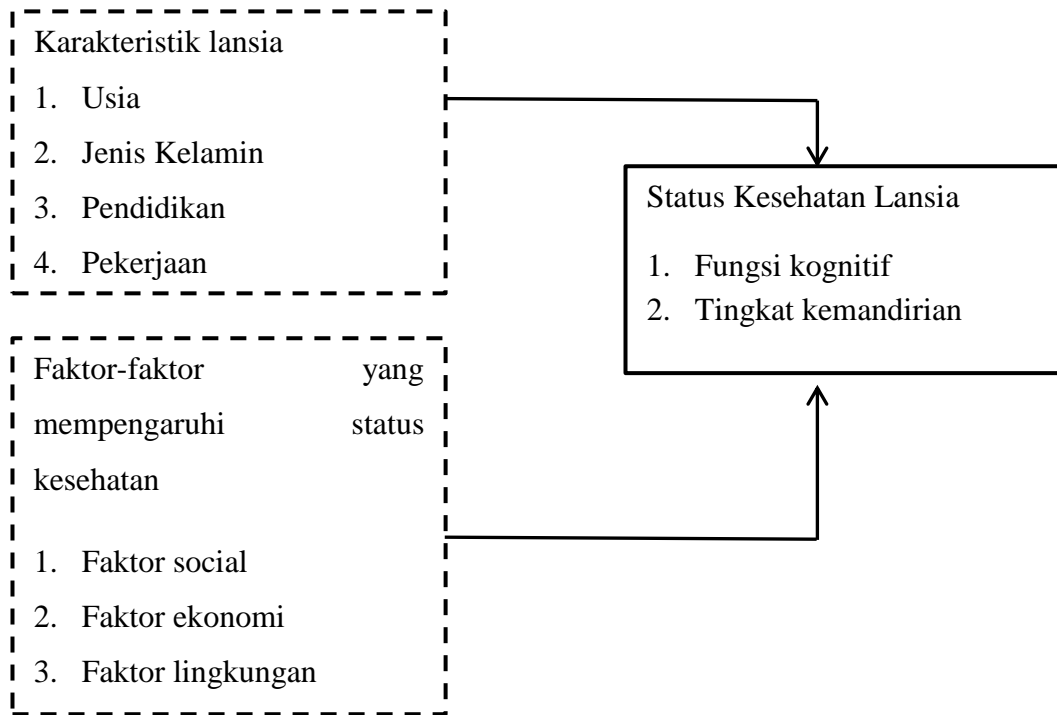 Karakteristik lansia
1. Usia
2. Jenis Kelamin
3. Pendidikan
4. Pekerjaan
Status Kesehatan Lansia
1. Fungsi kognitif
2. Tingkat kemandirian
Faktor-faktor yang
mempengaruhi status
kesehatan
1. Faktor social
2. Faktor ekonomi
3. Faktor lingkungan